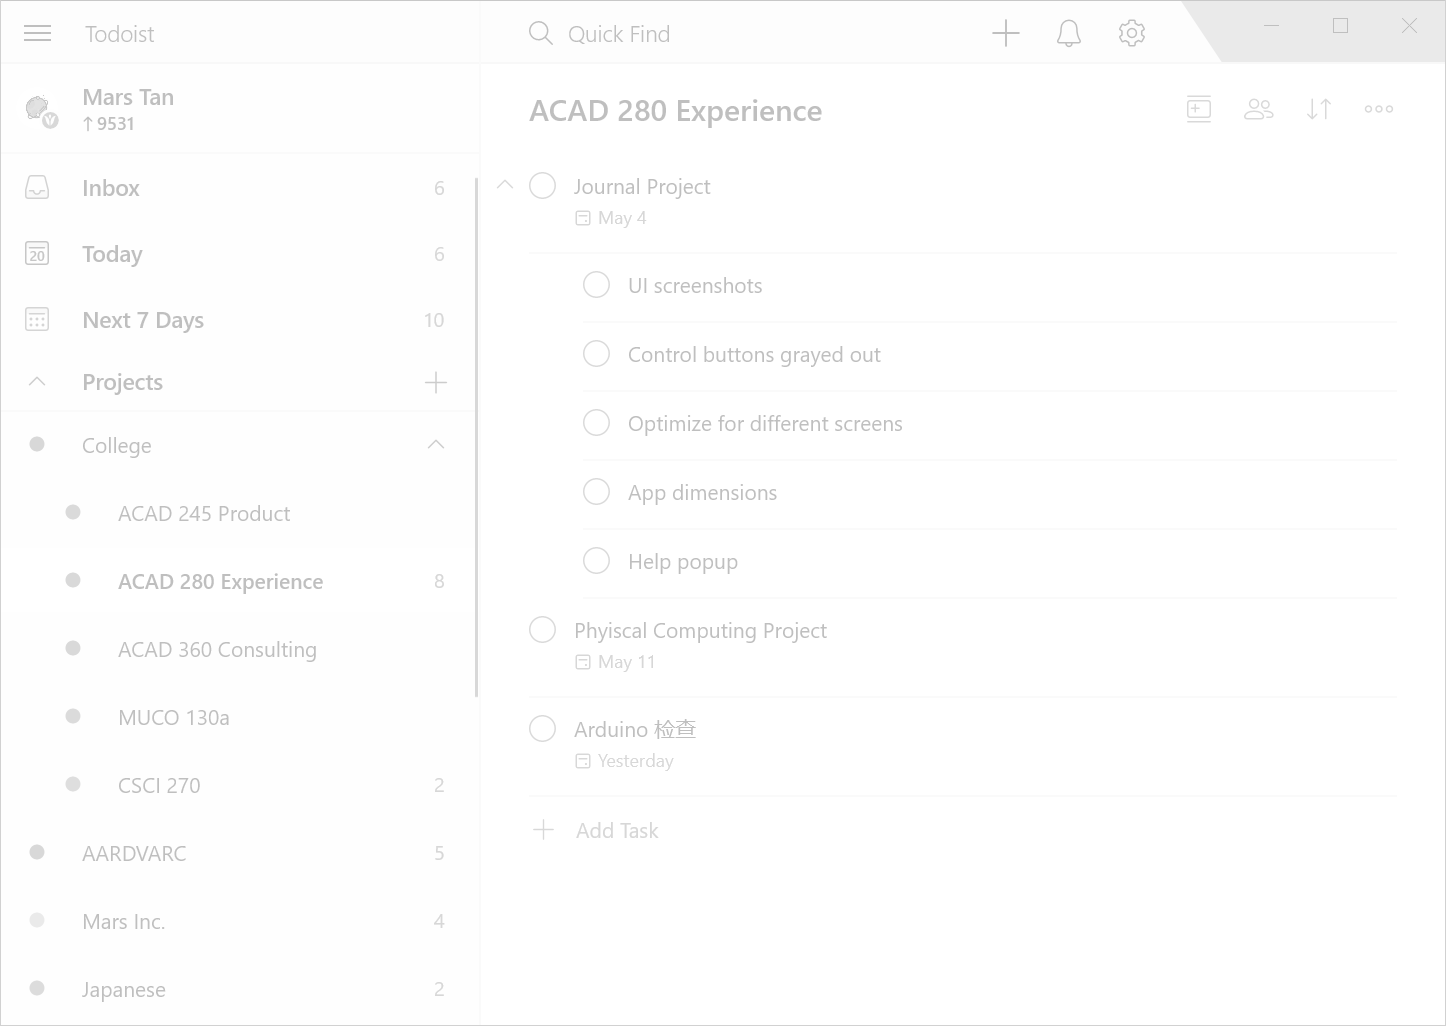 Todoist
Quick Find
Mars Tan
↑ 9531
Inbox 6
20
Today 6
Next 7 Days 10
Projects
College
ACAD 245 Product
ACAD 280 Experience 8
ACAD 360 Consulting
MUCO 130a
CSCI 270 2
AARDVARC 5
Mars Inc. 4
Japanese 2
ACAD 280 Experience
Journal Project
May 4
UI screenshots
Control buttons grayed out
Optimize for different screens
App dimensions
Help popup
Phyiscal Computing Project
May 11
Arduino 检查
Yesterday
Add Task